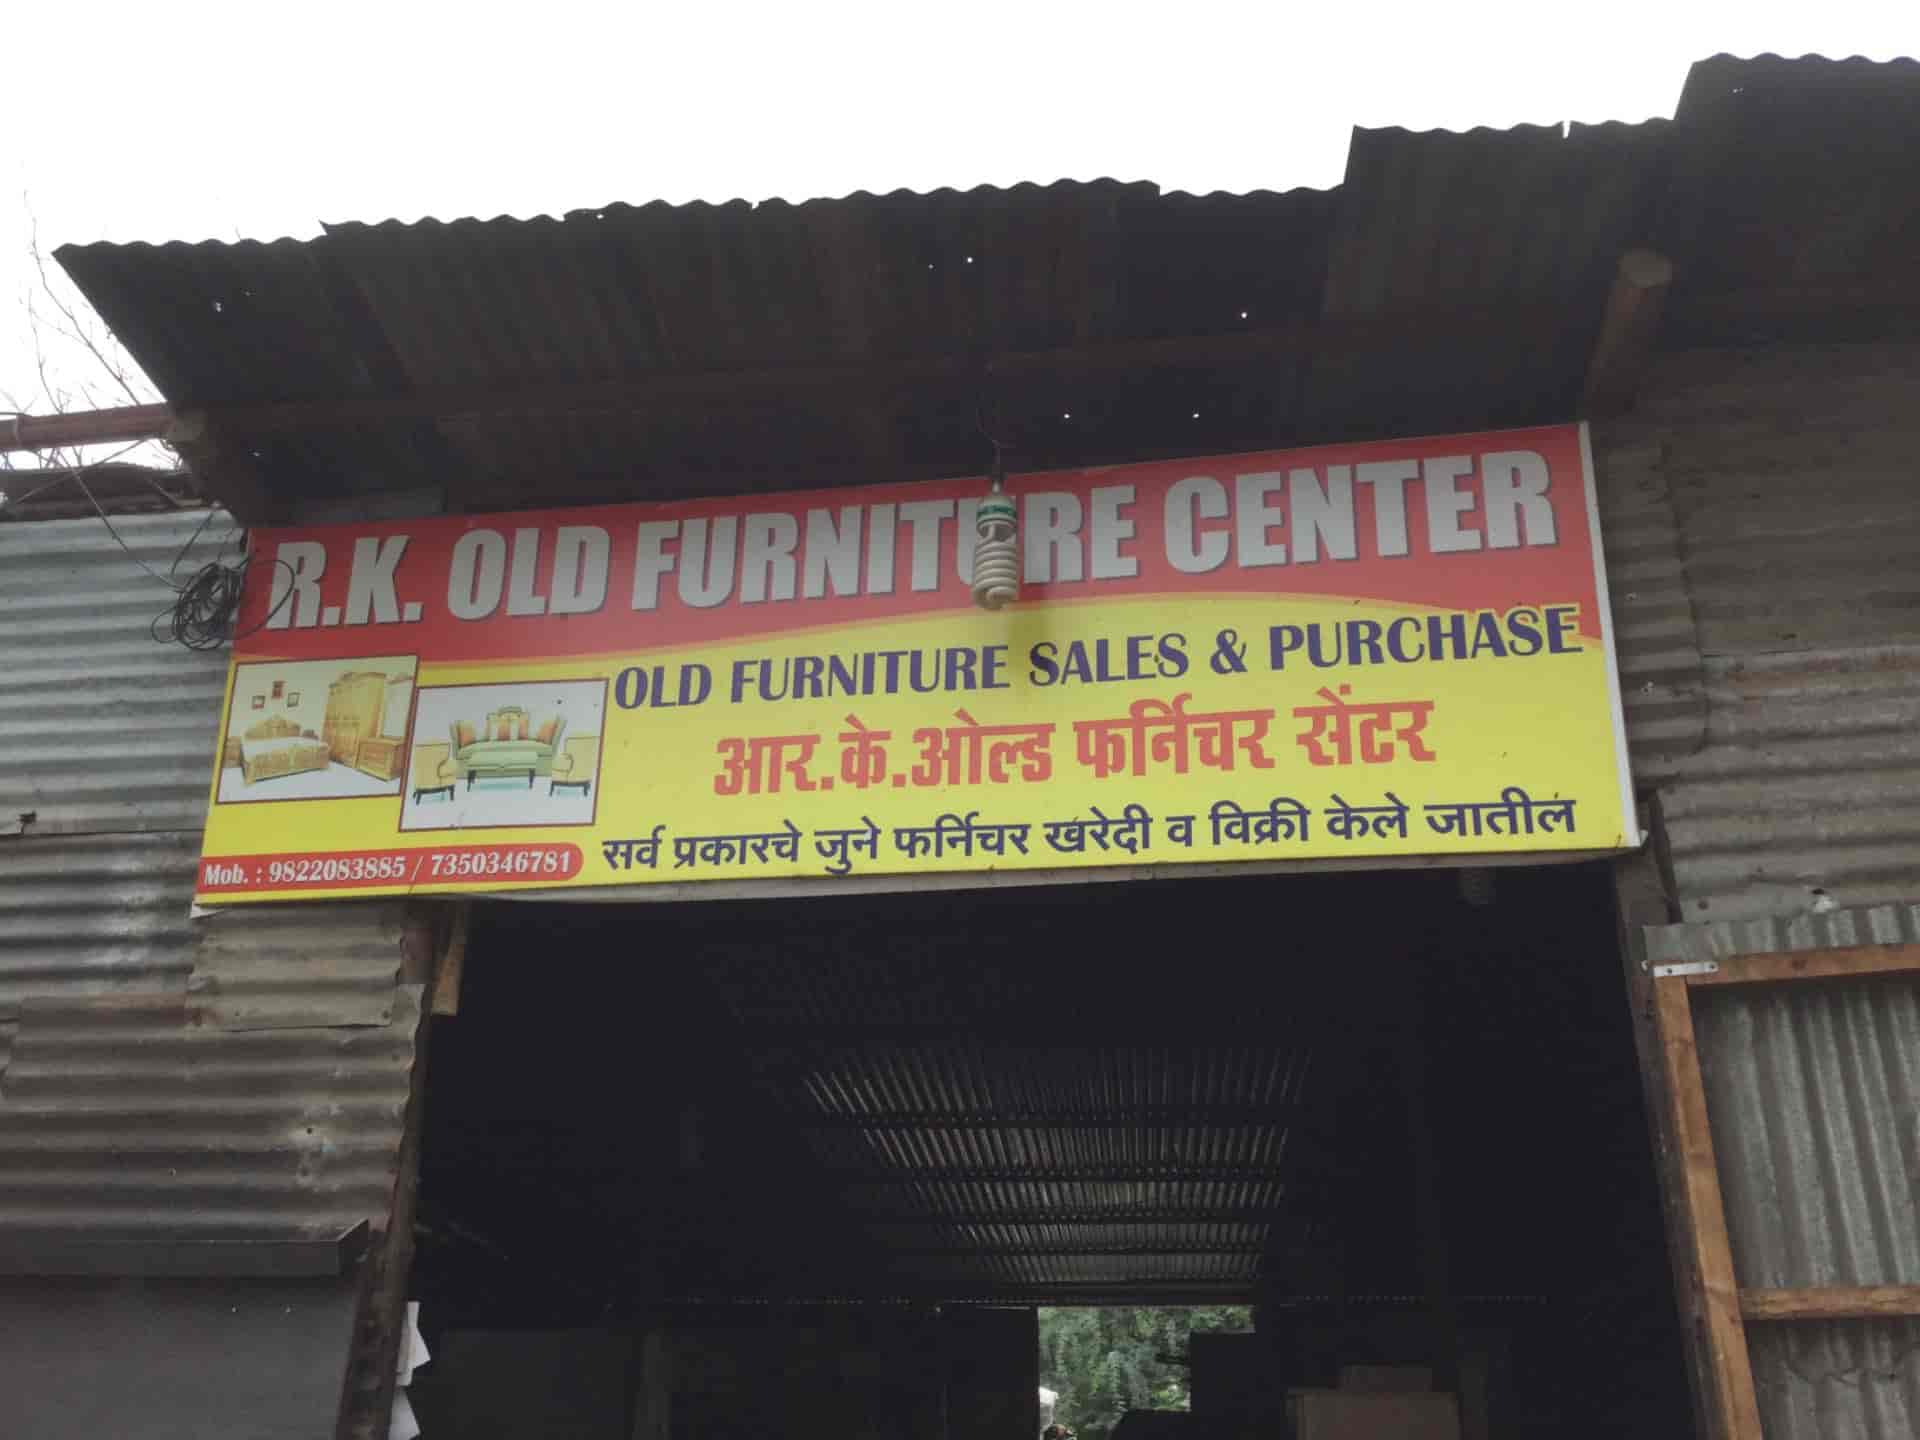 R.K. OLD FURNITURE CENTER
OLD FURNITURE SALES & PURCHASE
आर.के.ओल्ड फर्निचर सेंटर
सर्व प्रकारचे जुने फर्निचर खरेदी व विक्री केले जातील
Mob. : 9822083885 / 7350346781